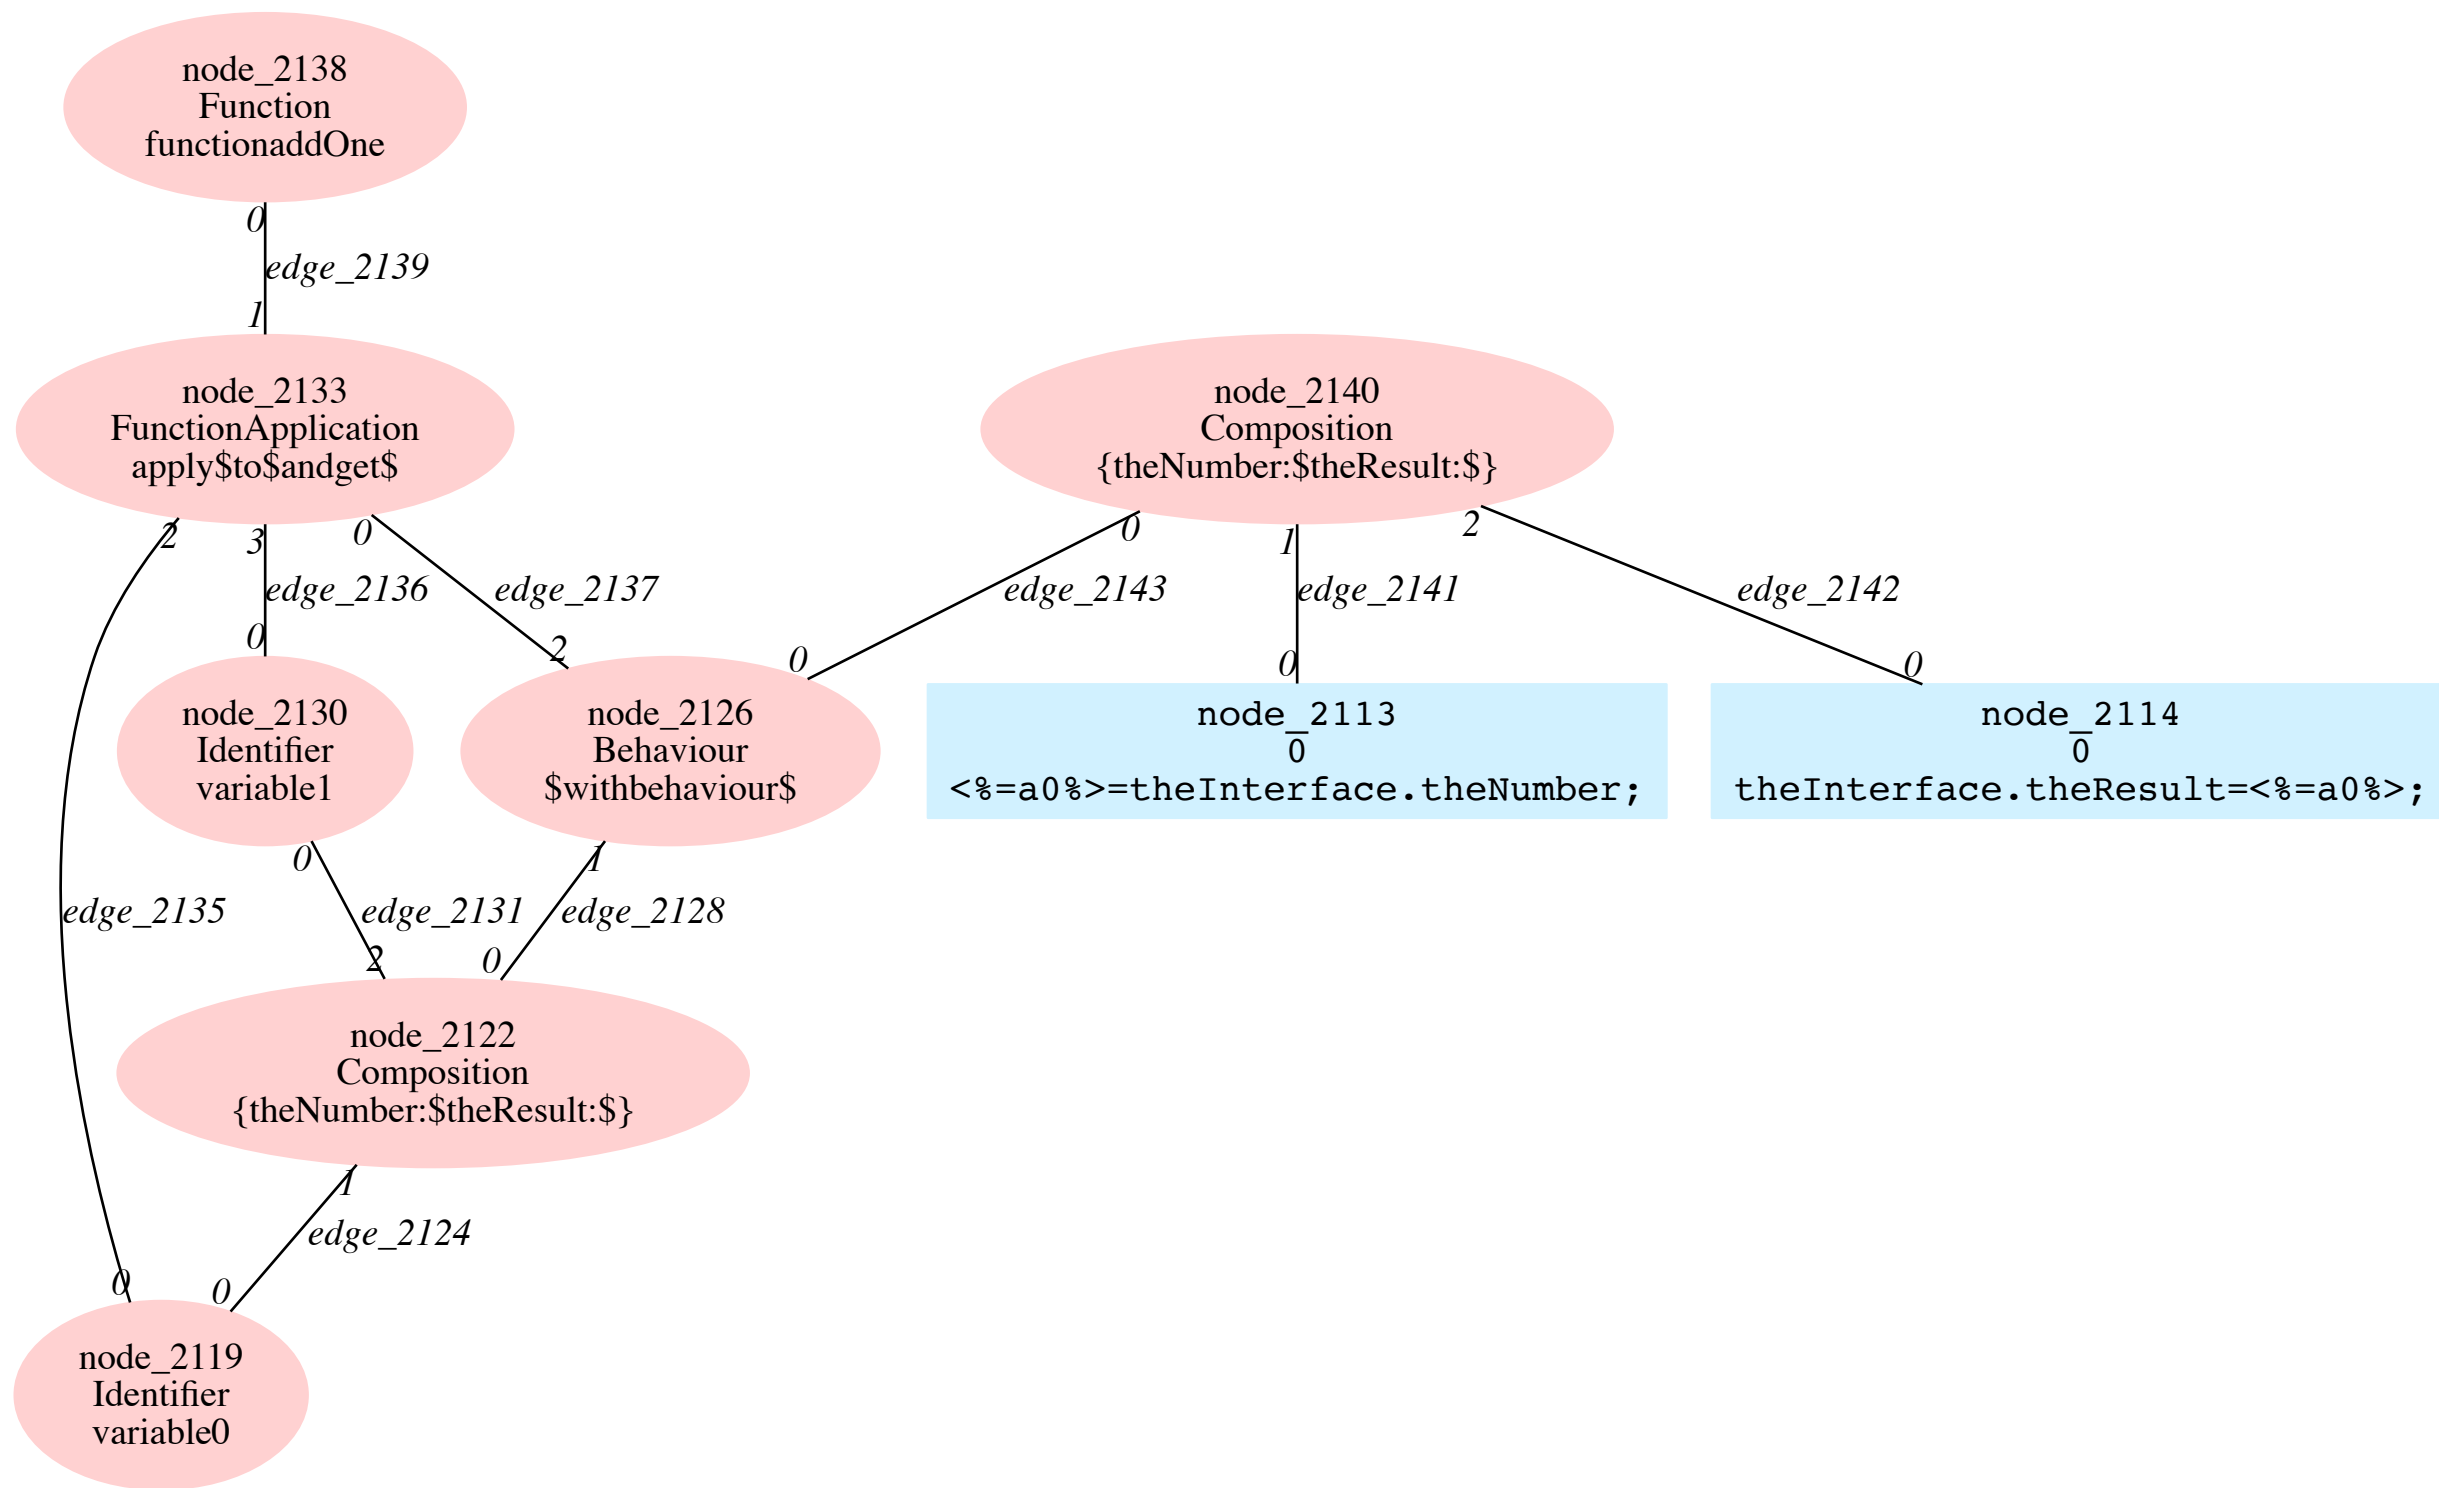 node_2138
Function
functionaddOne
0
edge_2139
1
node_2133
FunctionApplication
apply$to$andget$
node_2140
Composition
{theNumber:$theResult:$}
2
3
0
0
1
2
edge_2136
edge_2137
edge_2143
edge_2141
edge_2142
0
2
0
0
0
node_2130
Identifier
variable1
node_2126
Behaviour
$withbehaviour$
node_2113
0
<%=a0%>=theInterface.theNumber;
node_2114
0
theInterface.theResult=<%=a0%>;
0
1
edge_2135
edge_2131
edge_2128
2
0
node_2122
Composition
{theNumber:$theResult:$}
1
edge_2124
0
0
node_2119
Identifier
variable0